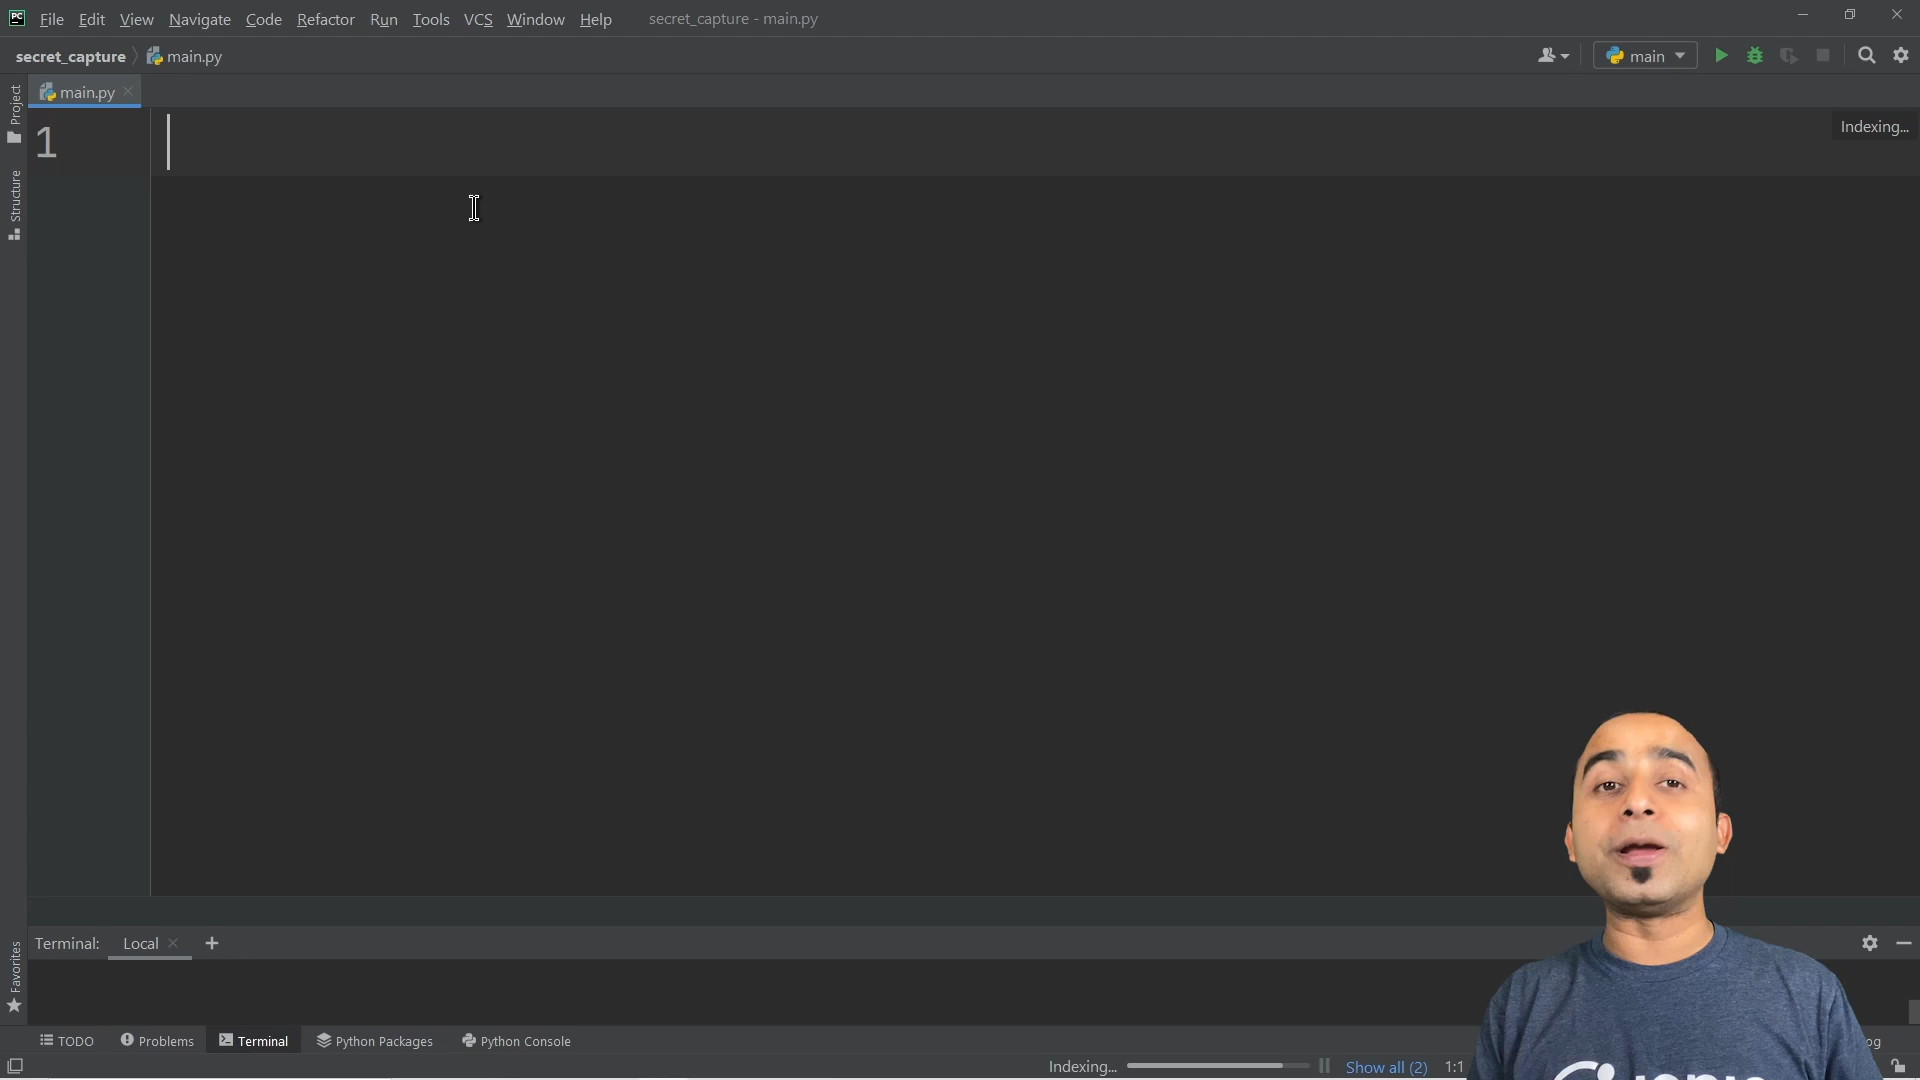 File Edit View Navigate Code Refactor Run Tools VCS Window Help secret_capture - main.py
secret_capture main.py main
main.py
Project
Structure
Favorites
1
Indexing...
Terminal: Local
TODO Problems Terminal Python Packages Python Console
Indexing... Show all (2) 1:1